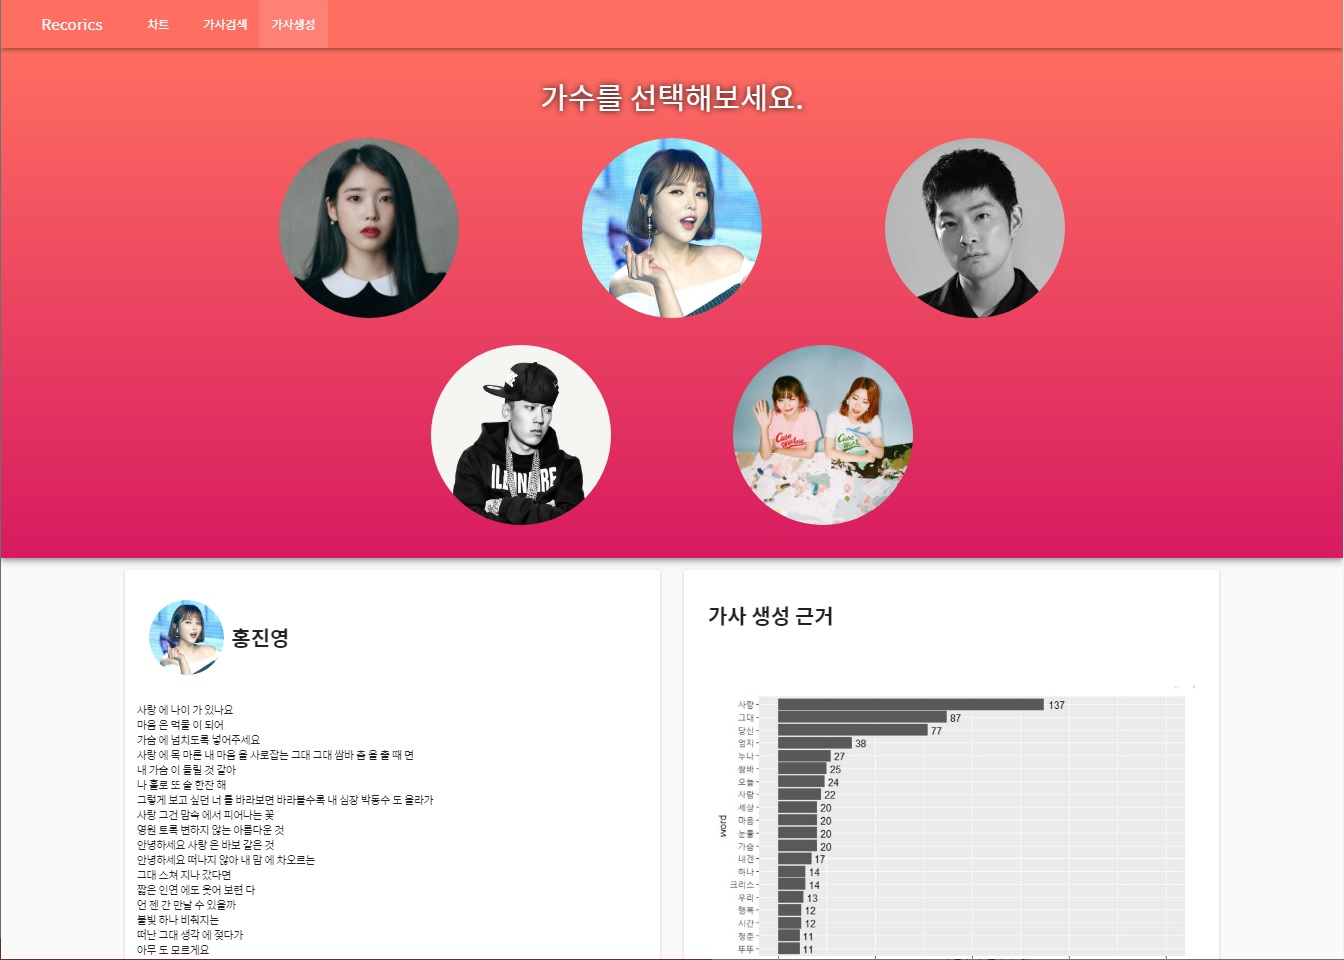 Recorics 차트 가사검색 가사생성
가수를 선택해보세요.
홍진영
사랑 에 나이 가 있나요
마음 은 먹물 이 되어
가슴 에 넘치도록 넣어주세요
사랑 에 목 마른 내 마음 을 사로잡는 그대 그대 쌈바 춤 을 출 때 면
내 가슴 이 들릴 것 같아
나 홀로 또 술 한잔 해
그렇게 보고 싶던 너 를 바라보면 바라볼수록 내 심장 박동수 도 올라가
사랑 그건 맘속 에서 피어나는 꽃
영원 토록 변하지 않는 아름다운 것
안녕하세요 사랑 은 바보 같은 것
안녕하세요 떠나지 않아 내 맘 에 차오르는
그대 스쳐 지나 갔다면
짧은 인연 에도 웃어 보련 다
언 젠 간 만날 수 있을까
불빛 하나 비춰지는
떠난 그대 생각 에 젖다가
아무 도 모르게요
가사 생성 근거
word
사랑 137
그대 87
당신 77
엄지 38
누나 27
쌈바 25
오늘 24
사람 22
세상 20
마음 20
눈물 20
가슴 20
내겐 17
하나 14
크리스 14
우리 13
행복 12
시간 12
청춘 11
뚜뚜 11